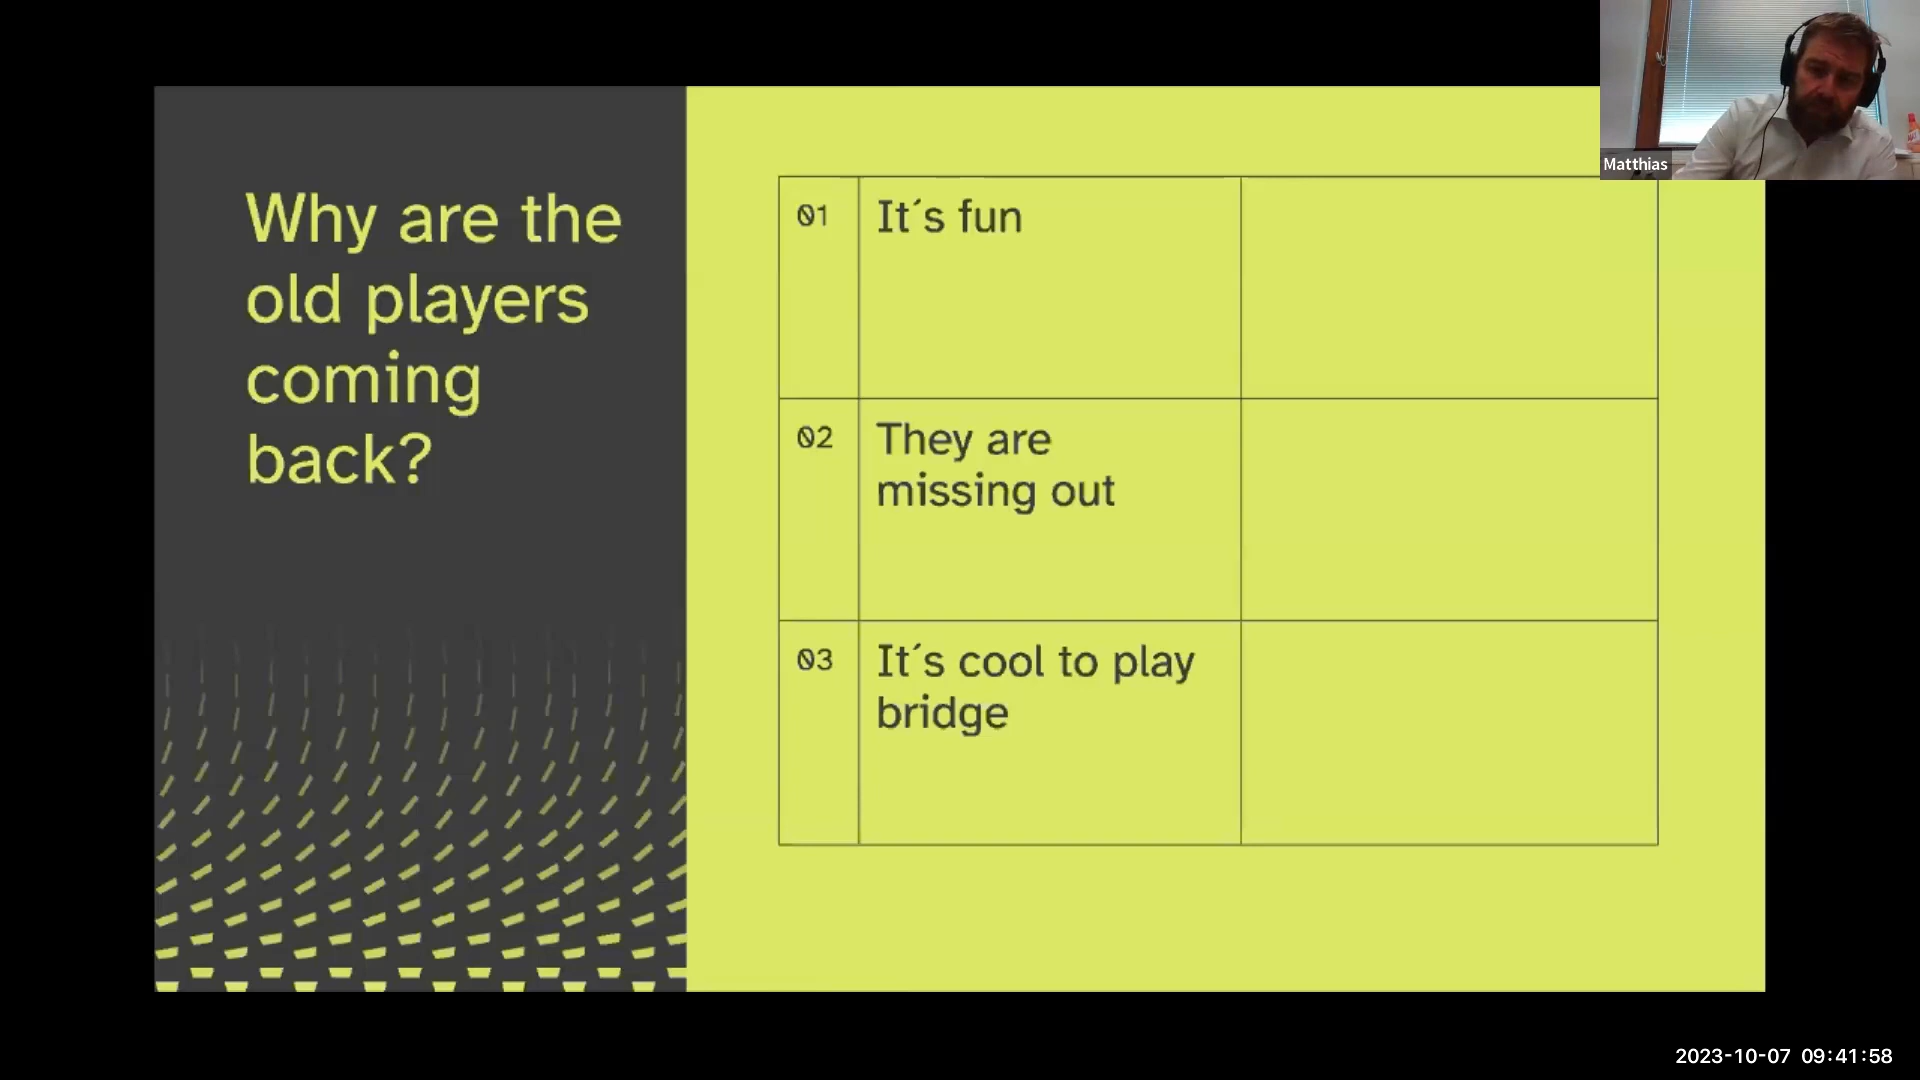 Matthias
Why are the
old players
coming
back?
01
It´s fun
02
They are
missing out
03
It´s cool to play
bridge
2023-10-07 09:41:58